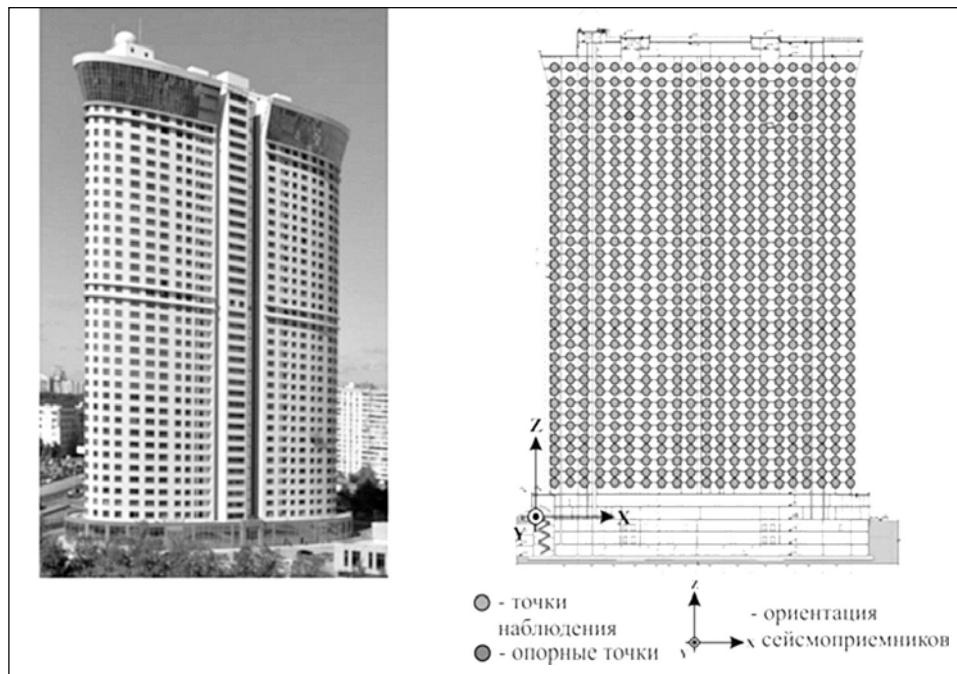 Z
X
Y
- точки
наблюдения
- опорные точки
Z
X
Y
- ориентация
сейсмоприемников